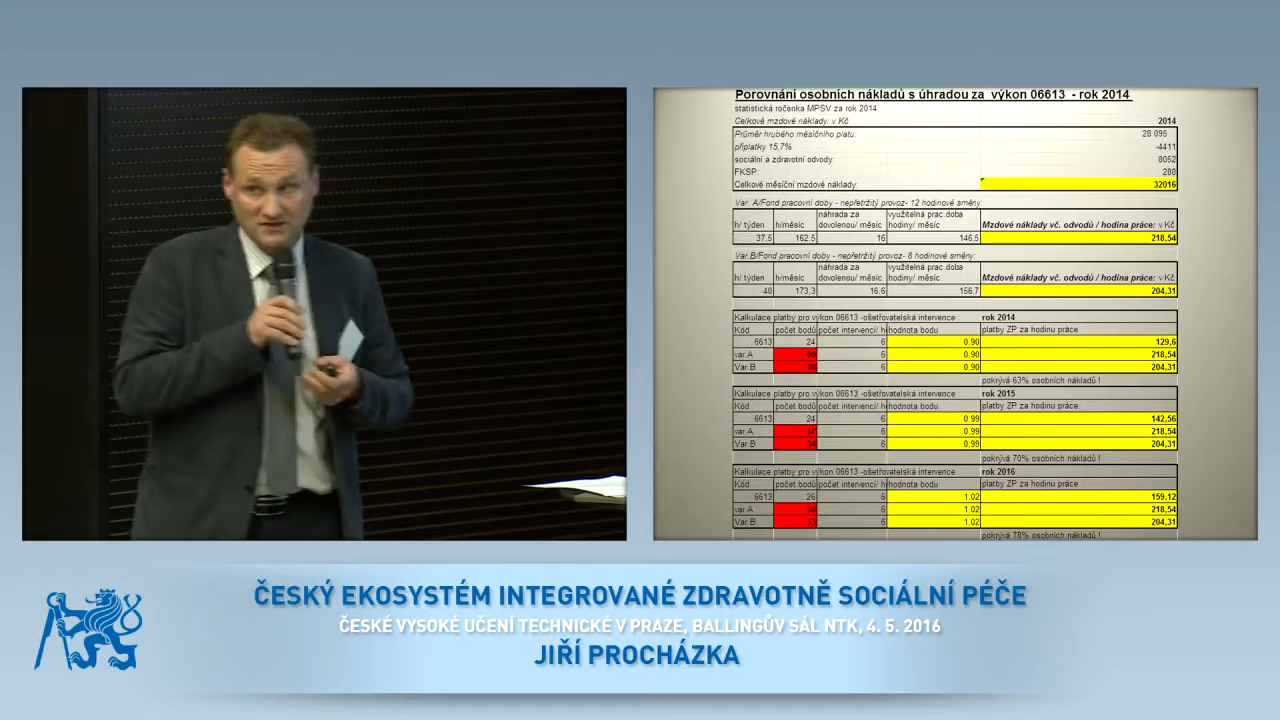 Porovnání osobních nákladů s úhradou za výkon 06613 - rok 2014
statistická ročenka MPSV za rok 2014
Celkové mzdové náklady: v Kč 2014
Průměr hrubého měsíčního platu: 28 095
příplatky 15,7% -4411
sociální a zdravotní odvody: 8052
FKSP: 280
Celkové měsíční mzdové náklady: 32016
Var. A/Fond pracovní doby - nepřetržitý provoz- 12 hodinové směny:
h/ týden h/měsíc náhrada za dovolenou/ měsíc využitelná prac.doba hodiny/ měsíc Mzdové náklady vč. odvodů / hodina práce: v Kč
37,5 162,5 16 146,5 218,54
Var.B/Fond pracovní doby - nepřetržitý provoz- 8 hodinové směny:
h/ týden h/měsíc náhrada za dovolenou/ měsíc využitelná prac.doba hodiny/ měsíc Mzdové náklady vč. odvodů / hodina práce: v Kč
40 173,3 16,6 156,7 204,31
Kalkulace platby pro výkon 06613 -ošetřovatelská intervence rok 2014
Kód počet bodů počet intervencí/ h hodnota bodu platby ZP za hodinu práce
6613 24 6 0,90 129,6
var.A 6 0,90 218,54
Var.B 6 0,90 204,31
pokrývá 63% osobních nákladů !
Kalkulace platby pro výkon 06613 -ošetřovatelská intervence rok 2015
Kód počet bodů počet intervencí/ h hodnota bodu platby ZP za hodinu práce
6613 24 6 0,99 142,56
var.A 6 0,99 218,54
Var.B 6 0,99 204,31
pokrývá 70% osobních nákladů !
Kalkulace platby pro výkon 06613 -ošetřovatelská intervence rok 2016
Kód počet bodů počet intervencí/ h hodnota bodu platby ZP za hodinu práce
6613 26 6 1,02 159,12
var.A 6 1,02 218,54
Var.B 6 1,02 204,31
pokrývá 78% osobních nákladů !
ČESKÝ EKOSYSTÉM INTEGROVANÉ ZDRAVOTNĚ SOCIÁLNÍ PÉČE
ČESKÉ VYSOKÉ UČENÍ TECHNICKÉ V PRAZE, BALLINGŮV SÁL NTK, 4. 5. 2016
JIŘÍ PROCHÁZKA